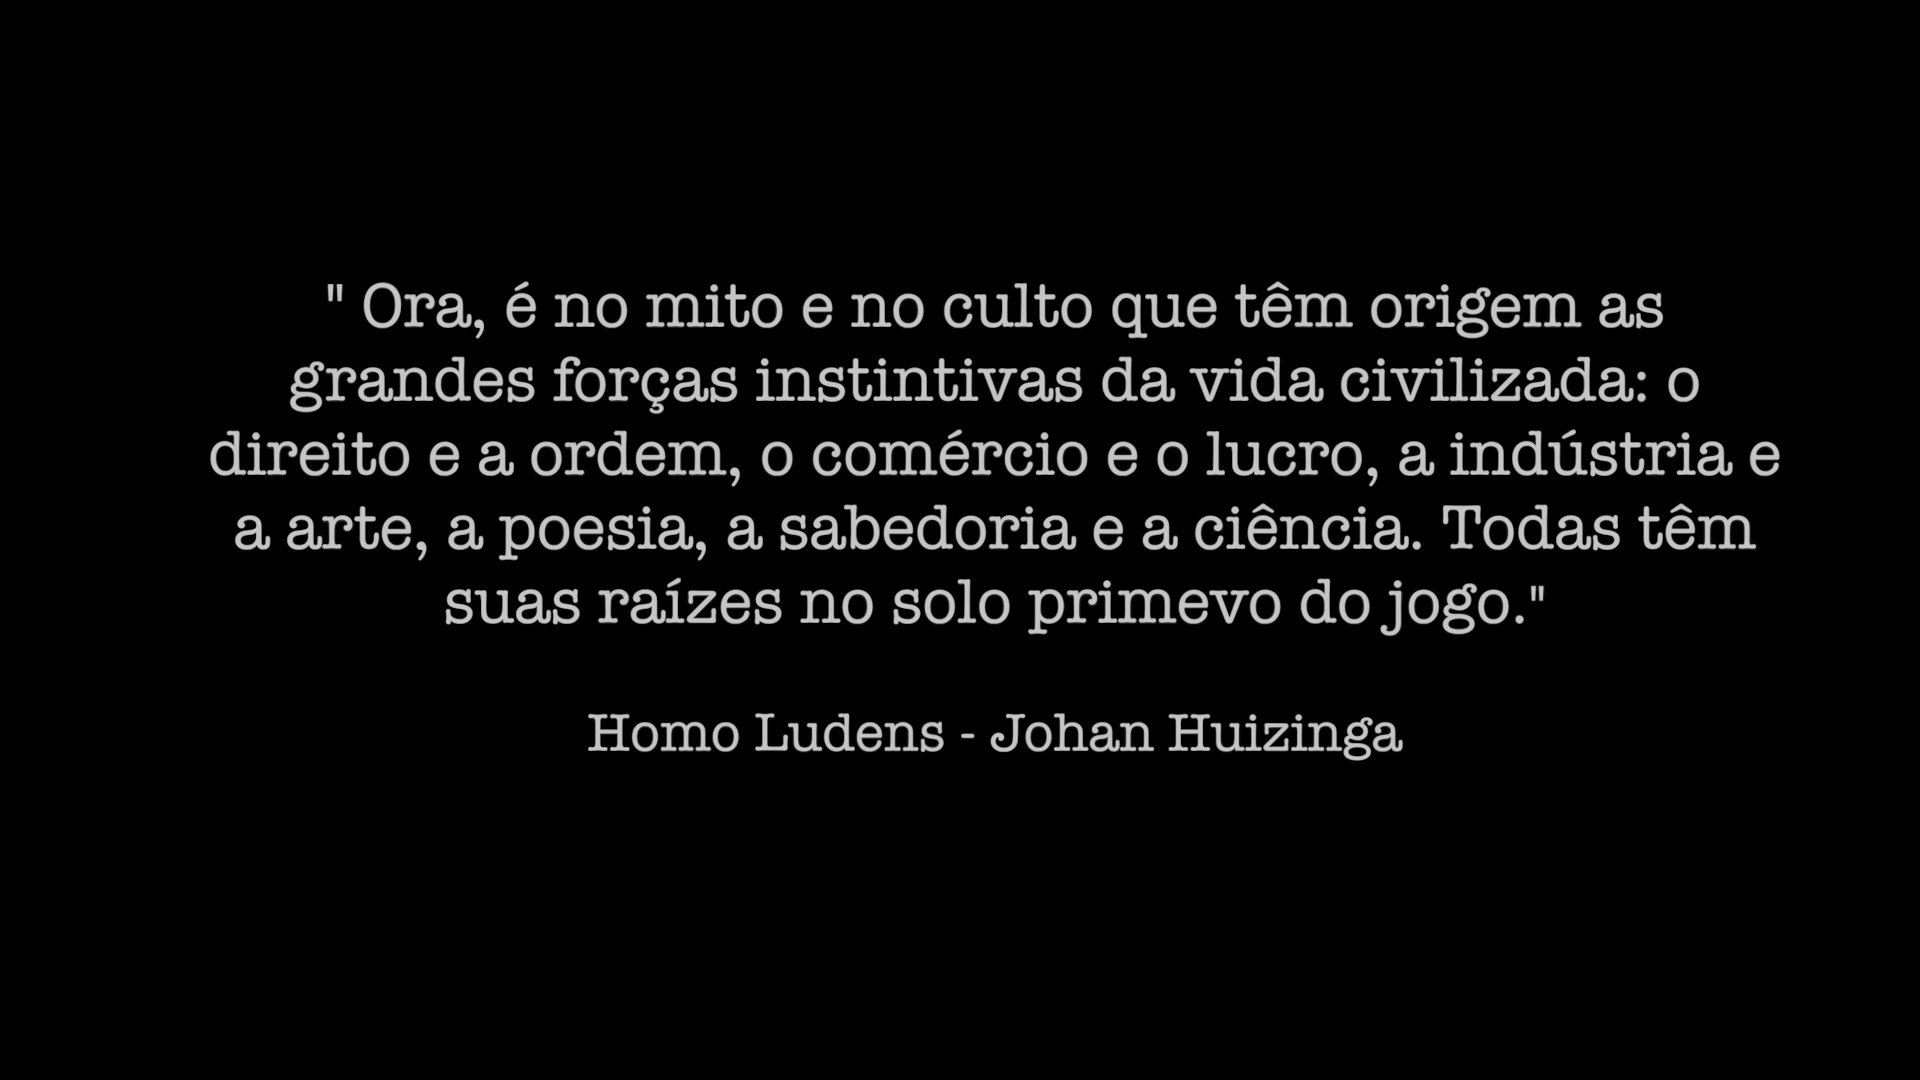 " Ora, é no mito e no culto que têm origem as
grandes forças instintivas da vida civilizada: o
direito e a ordem, o comércio e o lucro, a indústria e
a arte, a poesia, a sabedoria e a ciência. Todas têm
suas raízes no solo primevo do jogo."
Homo Ludens - Johan Huizinga